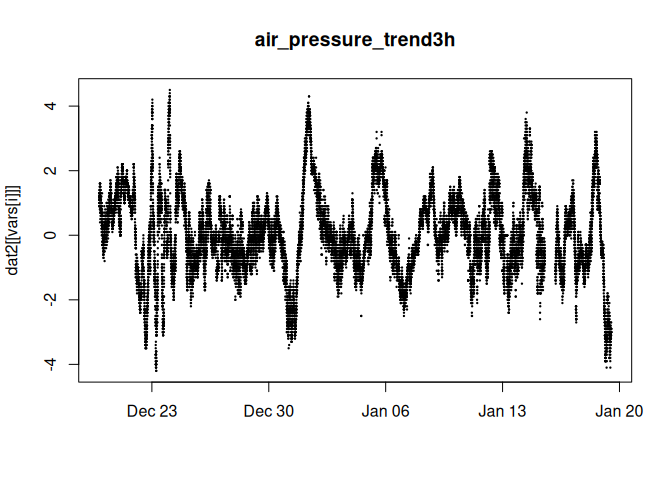 air_pressure_trend3h
dat2[[vars[i]]]
4
2
0
-2
-4
Dec 23
Dec 30
Jan 06
Jan 13
Jan 20